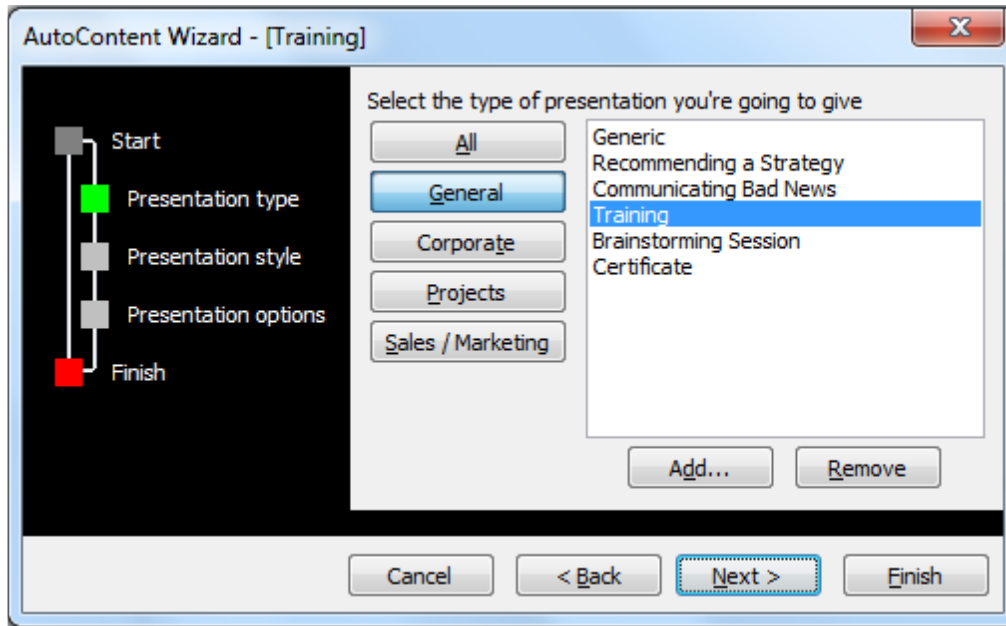 AutoContent Wizard - [Training]
Start
Presentation type
Presentation style
Presentation options
Finish
Select the type of presentation you're going to give
All
General
Corporate
Projects
Sales / Marketing
Generic
Recommending a Strategy
Communicating Bad News
Training
Brainstorming Session
Certificate
Add...
Remove
Cancel
< Back
Next >
Finish